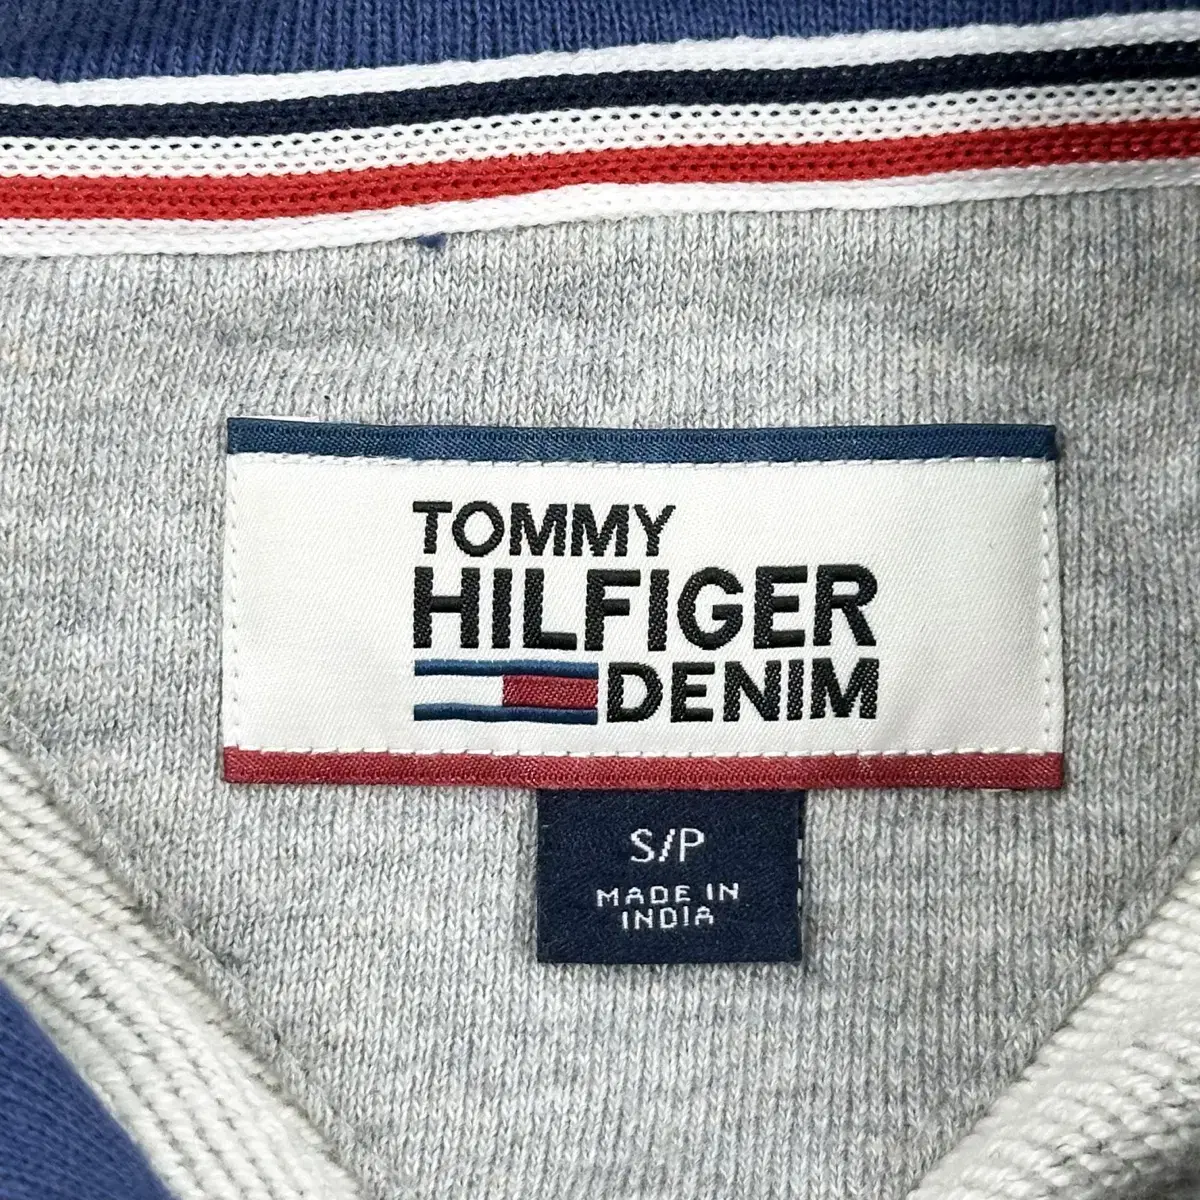 TOMMY
HILFIGER
DENIM
S/P
MADE IN
INDIA